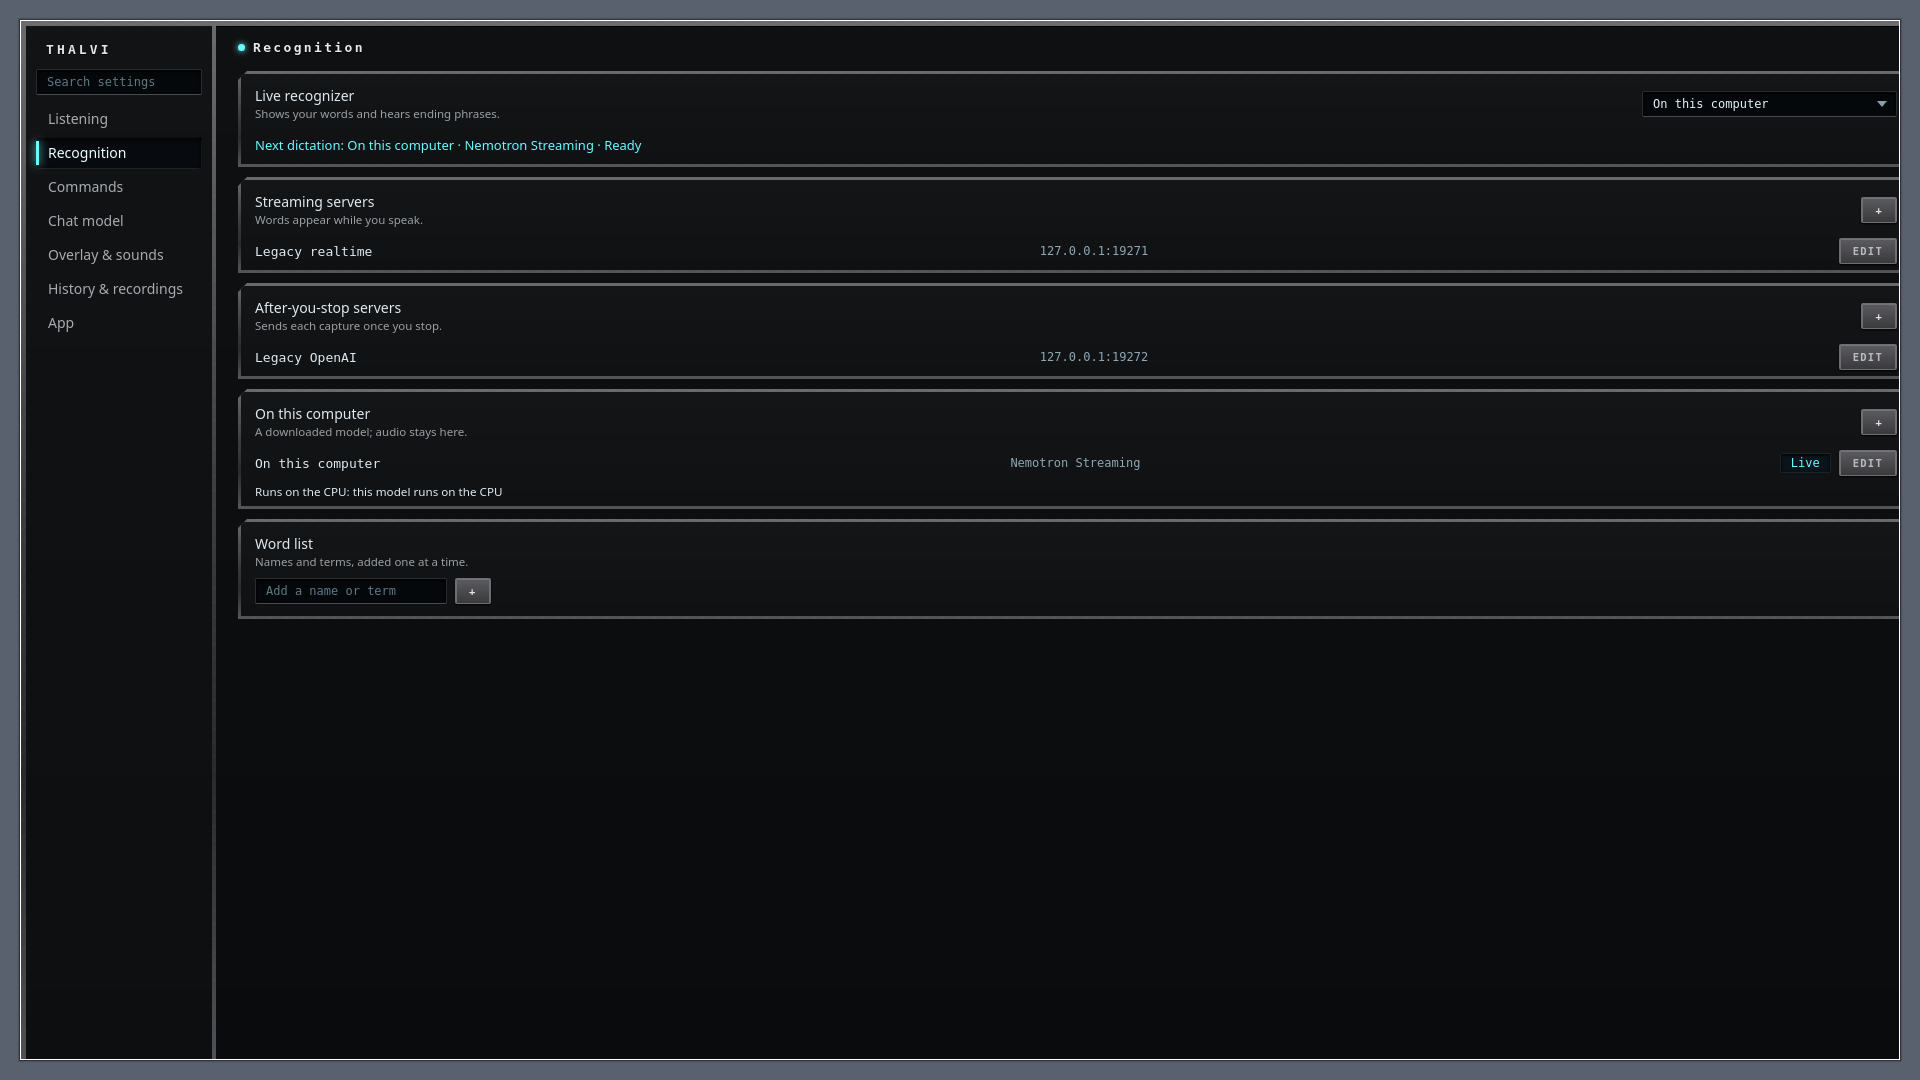 THALVI
Search settings
Listening
Recognition
Commands
Chat model
Overlay & sounds
History & recordings
App
Recognition
Live recognizer
Shows your words and hears ending phrases.
On this computer
Next dictation: On this computer · Nemotron Streaming · Ready
Streaming servers
Words appear while you speak.
+
Legacy realtime 127.0.0.1:19271 EDIT
After-you-stop servers
Sends each capture once you stop.
+
Legacy OpenAI 127.0.0.1:19272 EDIT
On this computer
A downloaded model; audio stays here.
+
On this computer Nemotron Streaming Live EDIT
Runs on the CPU: this model runs on the CPU
Word list
Names and terms, added one at a time.
Add a name or term +